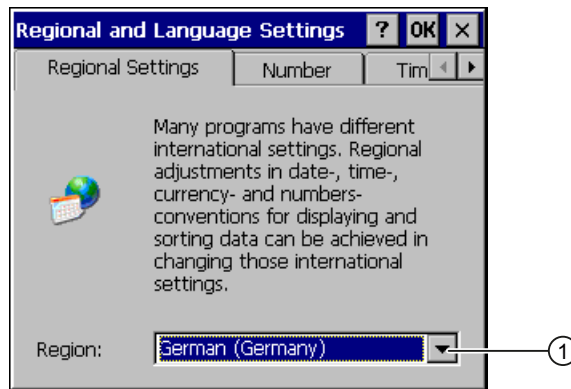 Regional and Language Settings ? OK ×
Regional Settings Number Tim
Many programs have different
international settings. Regional
adjustments in date-, time-,
currency- and numbers-
conventions for displaying and
sorting data can be achieved in
changing those international
settings.
Region: German (Germany)
1